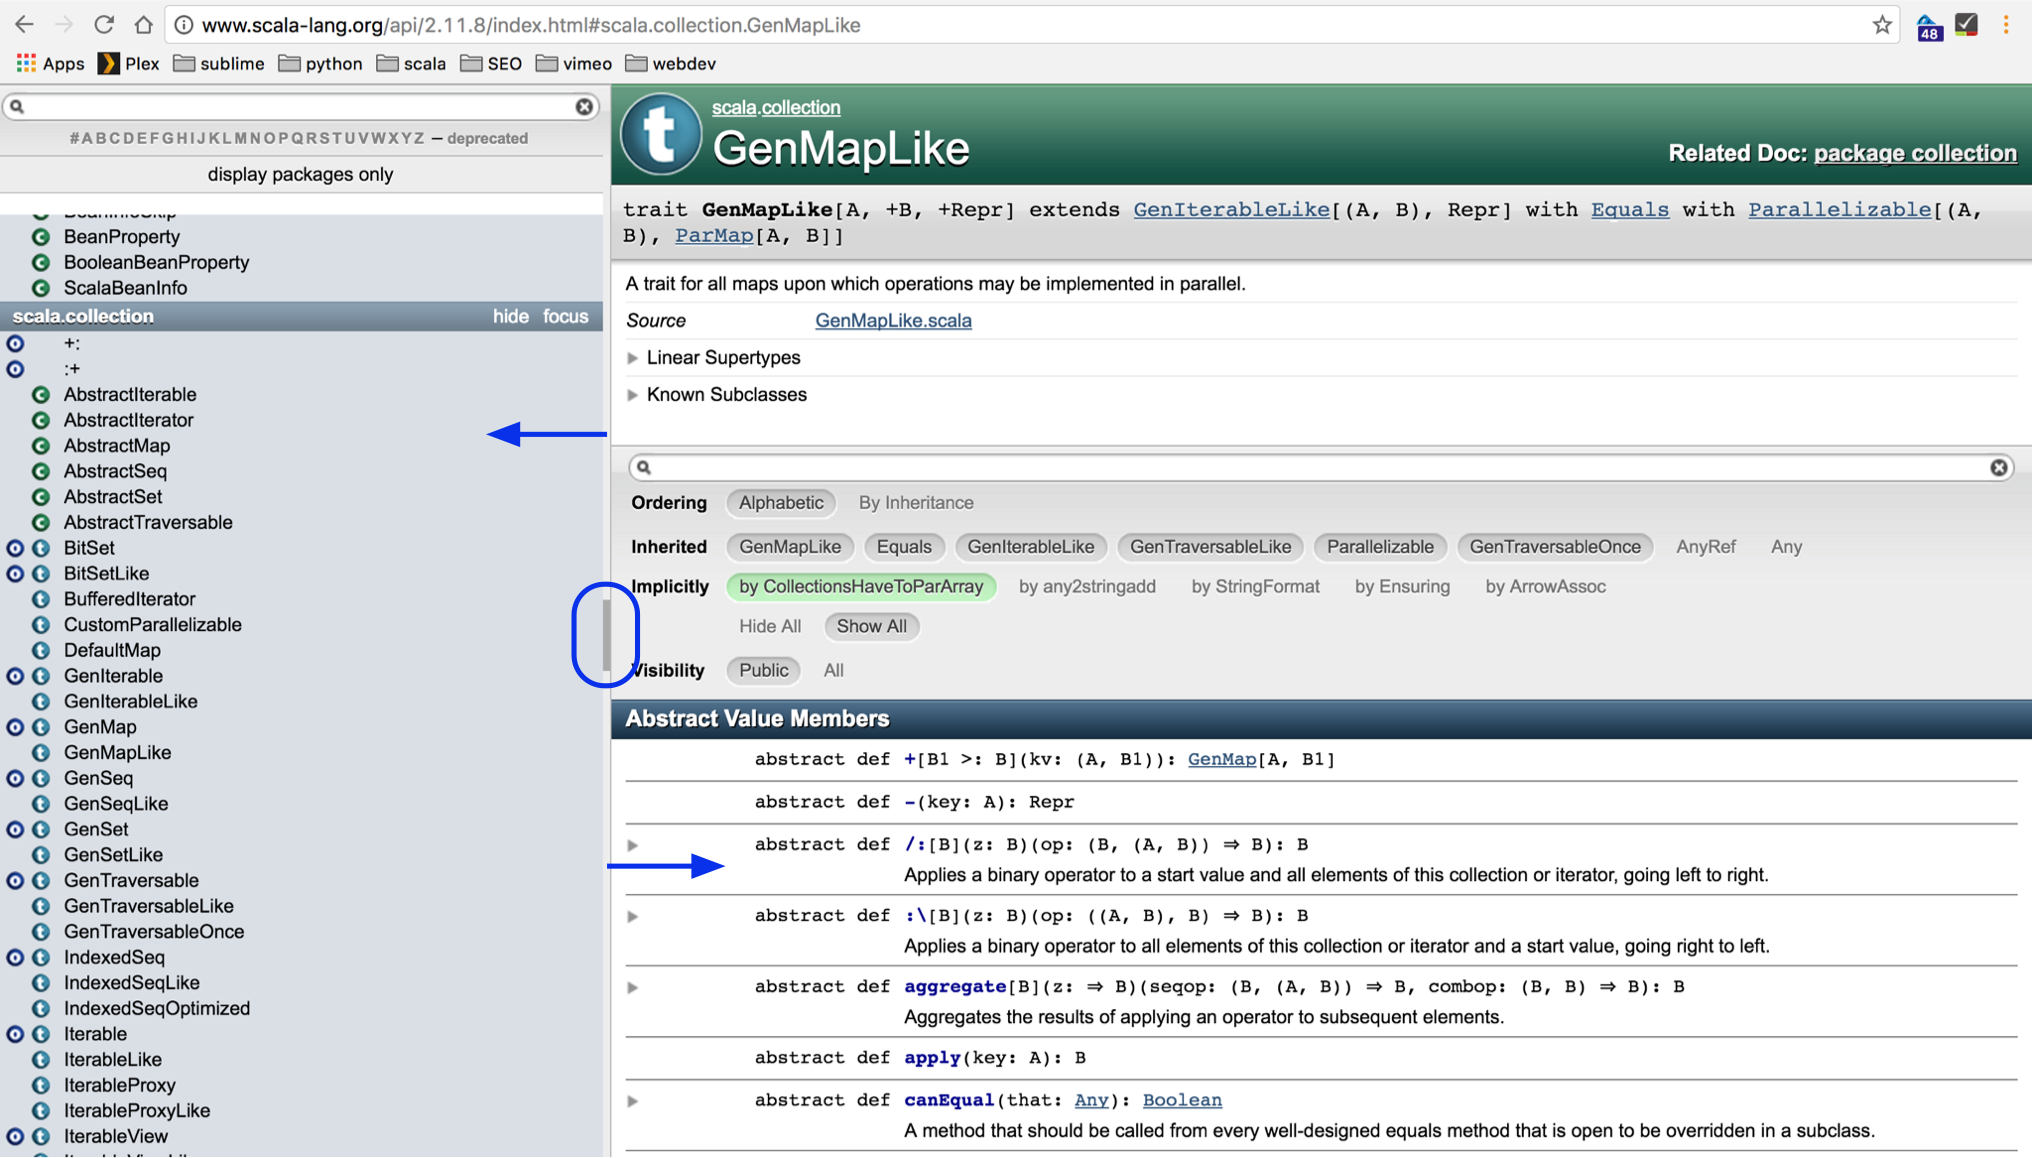 www.scala-lang.org/api/2.11.8/index.html#scala.collection.GenMapLike
48
Apps Plex sublime python scala SEO vimeo webdev
#ABCDEFGHIJKLMNOPQRSTUVWXYZ – deprecated
display packages only
BeanInfoSkip
BeanProperty
BooleanBeanProperty
ScalaBeanInfo
scala.collection hide focus
+:
:+
AbstractIterable
AbstractIterator
AbstractMap
AbstractSeq
AbstractSet
AbstractTraversable
BitSet
BitSetLike
BufferedIterator
CustomParallelizable
DefaultMap
GenIterable
GenIterableLike
GenMap
GenMapLike
GenSeq
GenSeqLike
GenSet
GenSetLike
GenTraversable
GenTraversableLike
GenTraversableOnce
IndexedSeq
IndexedSeqLike
IndexedSeqOptimized
Iterable
IterableLike
IterableProxy
IterableProxyLike
IterableView
t
scala.collection
GenMapLike
Related Doc: package collection
trait GenMapLike[A, +B, +Repr] extends GenIterableLike[(A, B), Repr] with Equals with Parallelizable[(A,
B), ParMap[A, B]]
A trait for all maps upon which operations may be implemented in parallel.
Source GenMapLike.scala
Linear Supertypes
Known Subclasses
Ordering Alphabetic By Inheritance
Inherited GenMapLike Equals GenIterableLike GenTraversableLike Parallelizable GenTraversableOnce AnyRef Any
Implicitly by CollectionsHaveToParArray by any2stringadd by StringFormat by Ensuring by ArrowAssoc
Hide All Show All
Visibility Public All
Abstract Value Members
abstract def +[B1 >: B](kv: (A, B1)): GenMap[A, B1]
abstract def -(key: A): Repr
abstract def /:[B](z: B)(op: (B, (A, B)) ⇒ B): B
Applies a binary operator to a start value and all elements of this collection or iterator, going left to right.
abstract def :\[B](z: B)(op: ((A, B), B) ⇒ B): B
Applies a binary operator to all elements of this collection or iterator and a start value, going right to left.
abstract def aggregate[B](z: ⇒ B)(seqop: (B, (A, B)) ⇒ B, combop: (B, B) ⇒ B): B
Aggregates the results of applying an operator to subsequent elements.
abstract def apply(key: A): B
abstract def canEqual(that: Any): Boolean
A method that should be called from every well-designed equals method that is open to be overridden in a subclass.